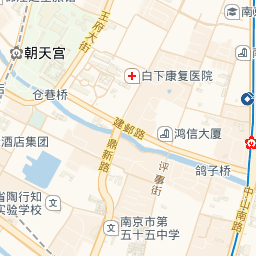 南
王府大街
朝天宫
白下康复医院
仓巷桥
建邺路
鸿信大厦
酒店集团
鼎新路
评事街
鸽子桥
中山南路
省陶行知
实验学校
南京市第
五十五中学